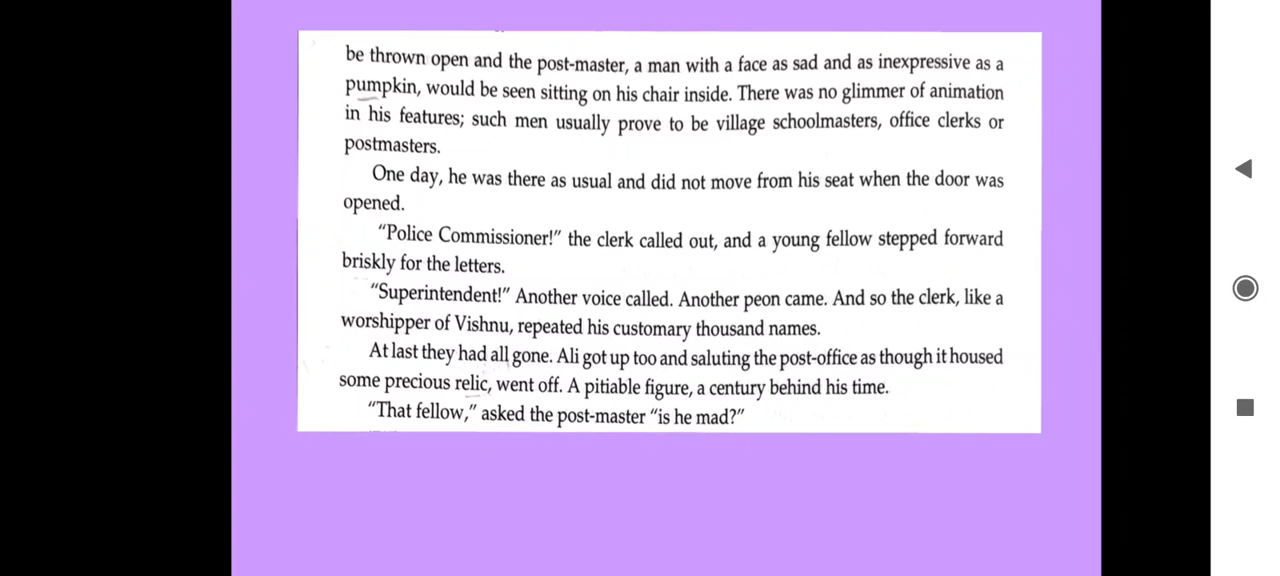 be thrown open and the post-master, a man with a face as sad and as inexpressive as a
pumpkin, would be seen sitting on his chair inside. There was no glimmer of animation
in his features; such men usually prove to be village schoolmasters, office clerks or
postmasters.
One day, he was there as usual and did not move from his seat when the door was
opened.
“Police Commissioner!” the clerk called out, and a young fellow stepped forward
briskly for the letters.
“Superintendent!” Another voice called. Another peon came. And so the clerk, like a
worshipper of Vishnu, repeated his customary thousand names.
At last they had all gone. Ali got up too and saluting the post-office as though it housed
some precious relic, went off. A pitiable figure, a century behind his time.
“That fellow,” asked the post-master “is he mad?”